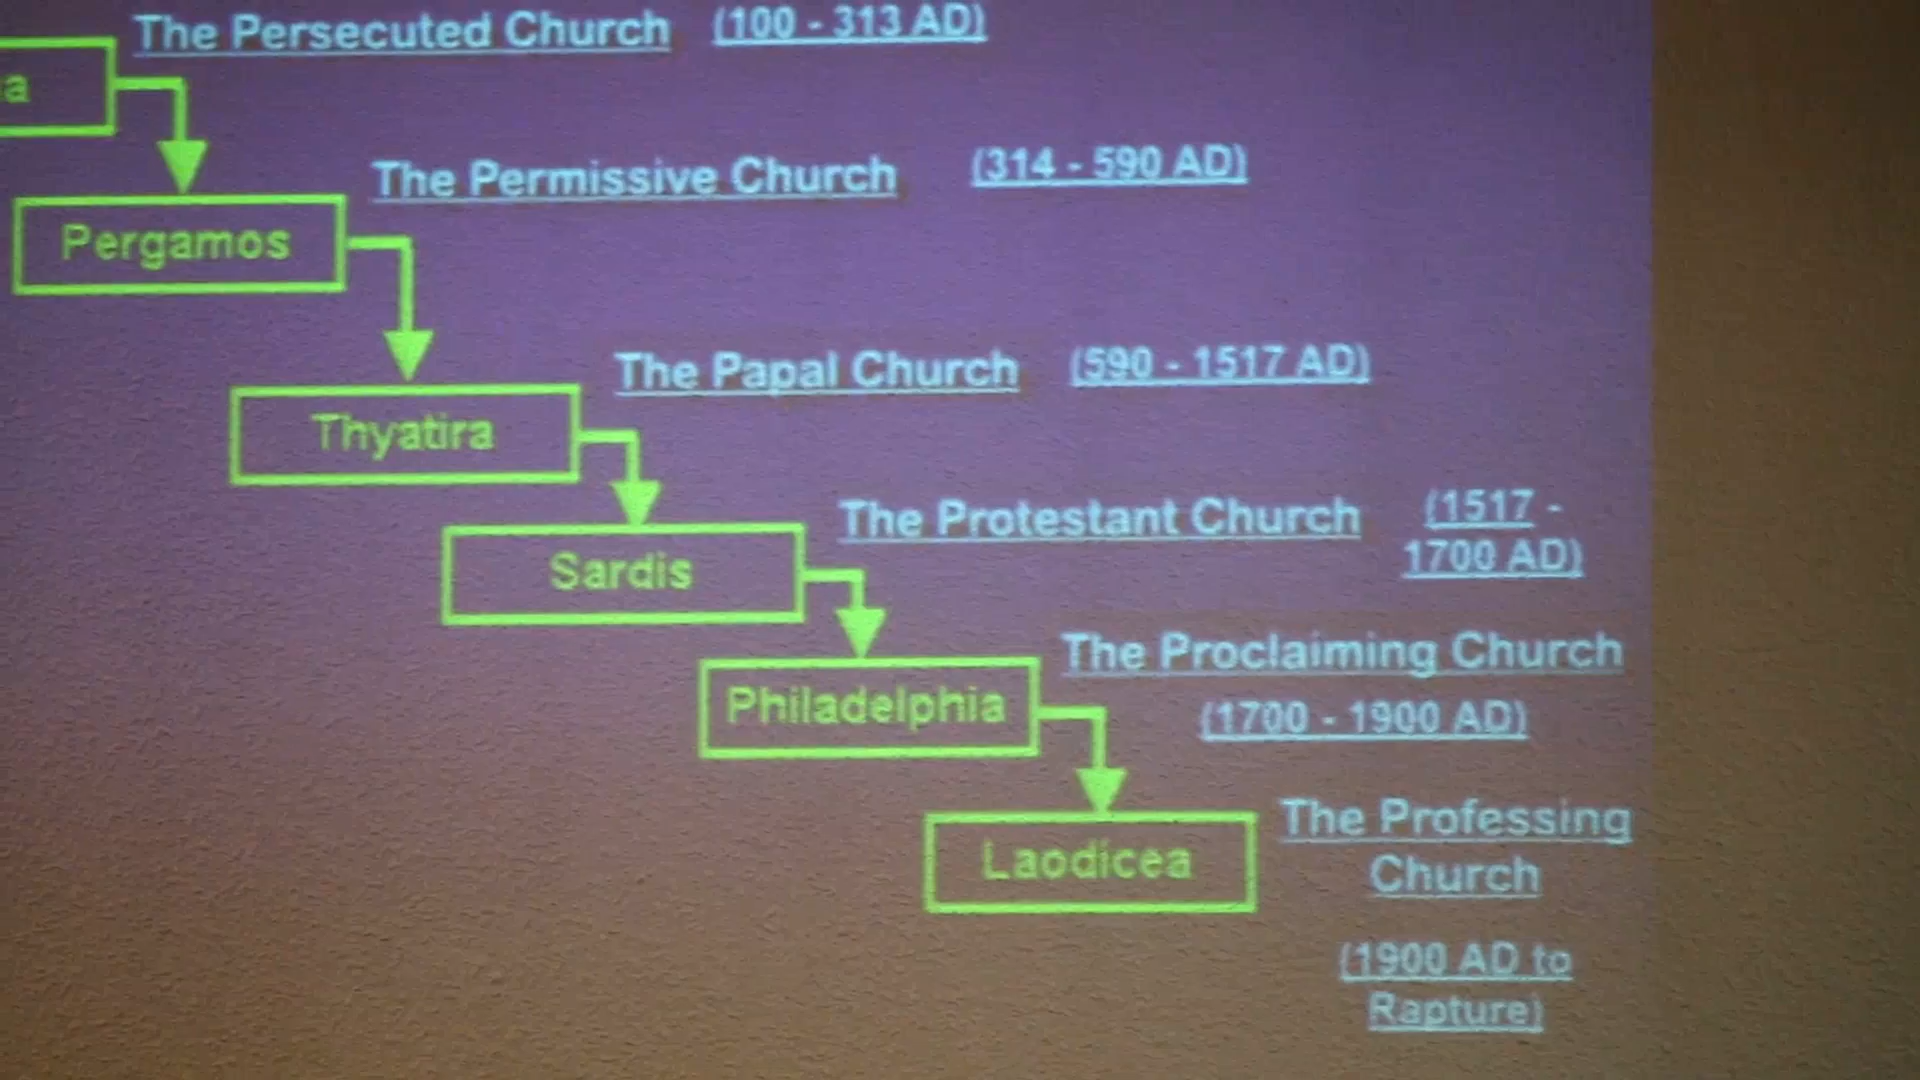 The Persecuted Church (100 - 313 AD)
a
The Permissive Church (314 - 590 AD)
Pergamos
The Papal Church (590 - 1517 AD)
Thyatira
The Protestant Church (1517 -
1700 AD)
Sardis
The Proclaiming Church
(1700 - 1900 AD)
Philadelphia
The Professing
Church
Laodicea
(1900 AD to
Rapture)